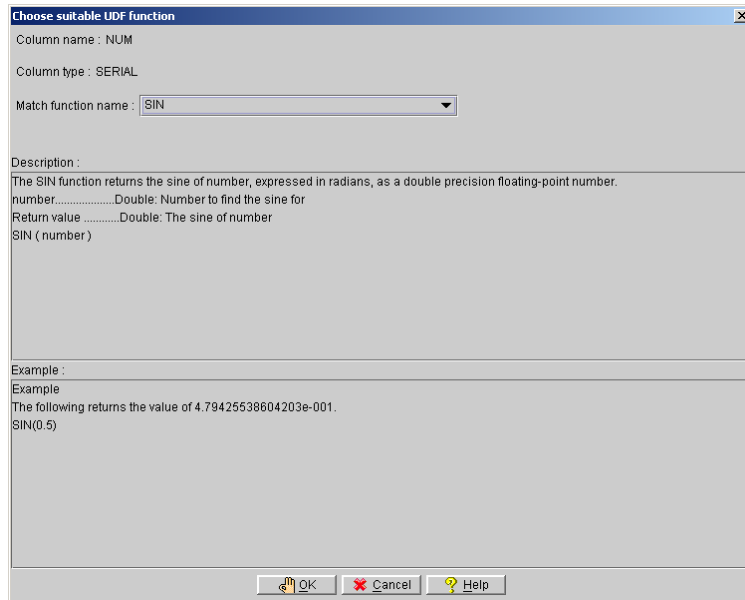 Choose suitable UDF function
Column name : NUM
Column type : SERIAL
Match function name : SIN
Description :
The SIN function returns the sine of number, expressed in radians, as a double precision floating-point number.
number....................Double: Number to find the sine for
Return value ............Double: The sine of number
SIN ( number )
Example :
Example
The following returns the value of 4.79425538604203e-001.
SIN(0.5)
OK Cancel Help